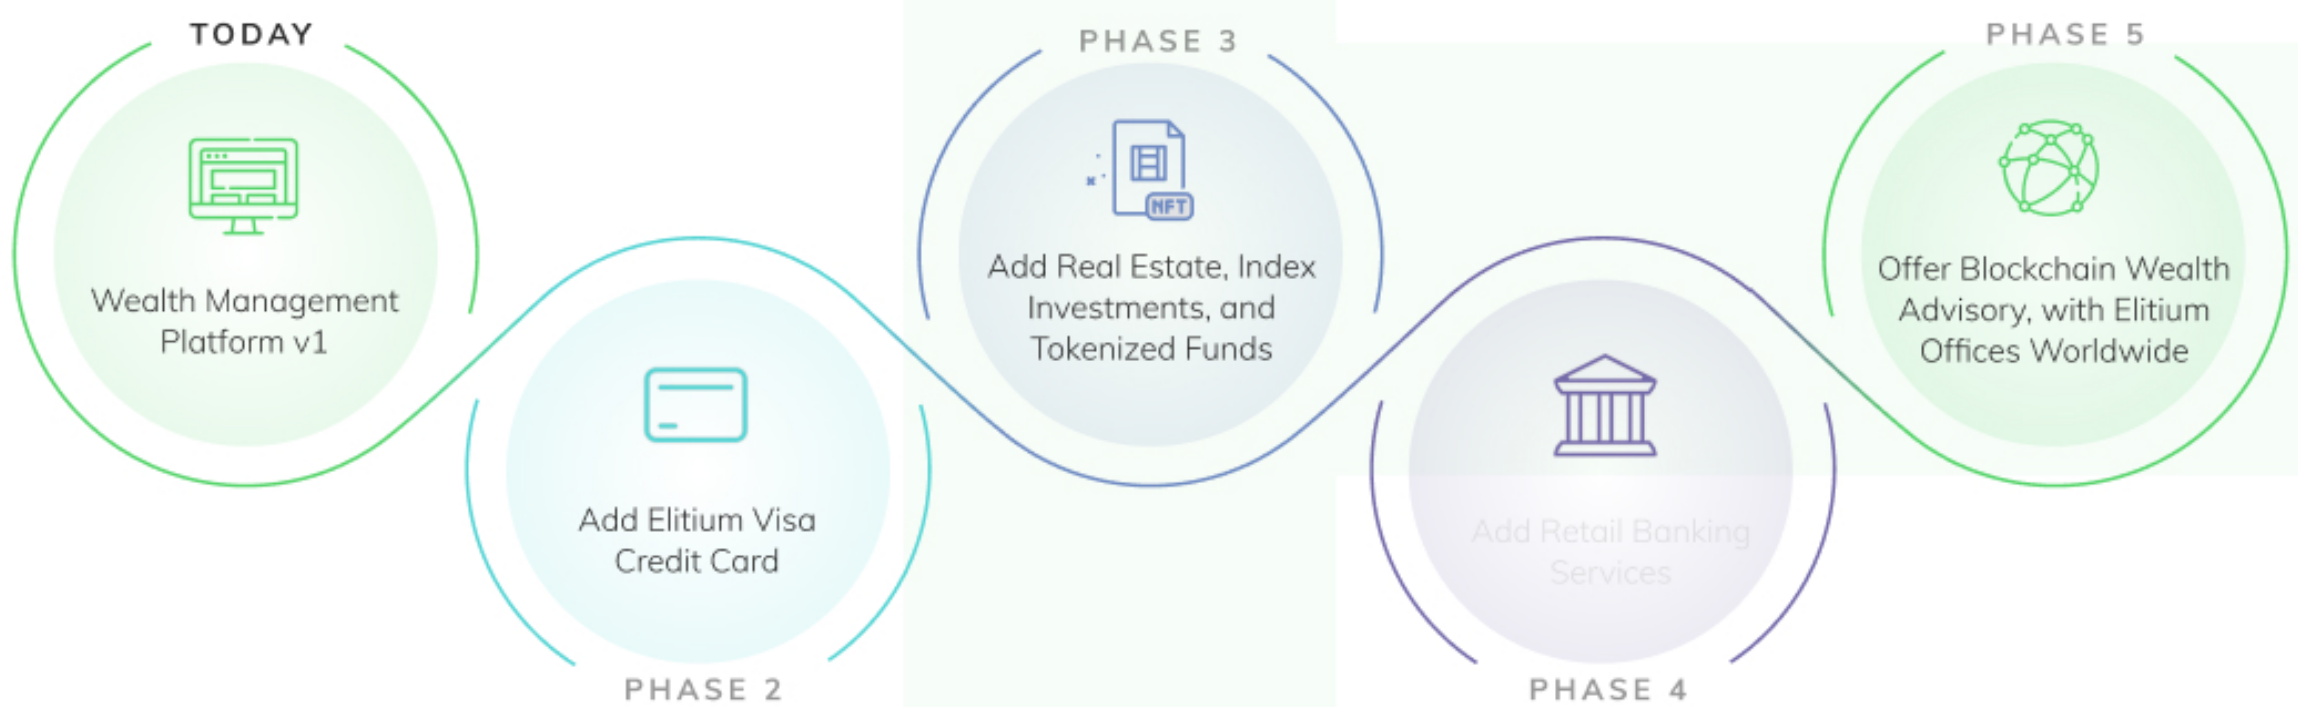 TODAY
Wealth Management
Platform v1
Add Elitium Visa
Credit Card
PHASE 2
PHASE 3
NFT
Add Real Estate, Index
Investments, and
Tokenized Funds
Add Retail Banking
Services
PHASE 4
PHASE 5
Offer Blockchain Wealth
Advisory, with Elitium
Offices Worldwide